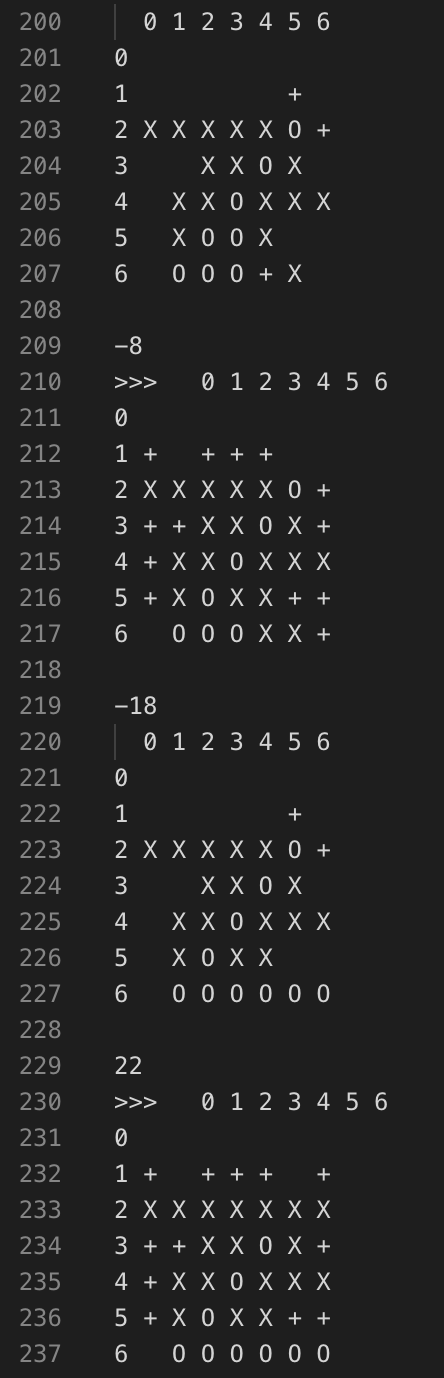 200   │ 0 1 2 3 4 5 6
201   0
202   1           +
203   2 X X X X X O +
204   3     X X O X
205   4   X X O X X X
206   5   X O O X
207   6   O O O + X
208
209   -8
210   >>>   0 1 2 3 4 5 6
211   0
212   1 +   + + +
213   2 X X X X X O +
214   3 + + X X O X +
215   4 + X X O X X X
216   5 + X O X X + +
217   6   O O O X X +
218
219   -18
220   │ 0 1 2 3 4 5 6
221   0
222   1           +
223   2 X X X X X O +
224   3     X X O X
225   4   X X O X X X
226   5   X O X X
227   6   O O O O O O
228
229   22
230   >>>   0 1 2 3 4 5 6
231   0
232   1 +   + + +   +
233   2 X X X X X X X
234   3 + + X X O X +
235   4 + X X O X X X
236   5 + X O X X + +
237   6   O O O O O O